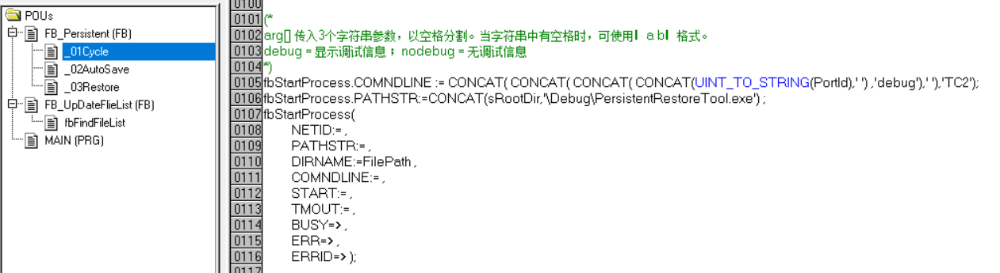 POUs
FB_Persistent (FB)
_01Cycle
_02AutoSave
_03Restore
FB_UpDateFlieList (FB)
fbFindFileList
MAIN (PRG)
0100
0101 (*
0102 arg[] 传入3个字符串参数，以空格分割。当字符串中有空格时，可使用| a b| 格式。
0103 debug = 显示调试信息；nodebug = 无调试信息
0104 *)
0105 fbStartProcess.COMNDLINE := CONCAT( CONCAT( CONCAT( CONCAT(UINT_TO_STRING(PortId),' ') ,'debug'),' '),'TC2');
0106 fbStartProcess.PATHSTR:=CONCAT(sRootDir,'\Debug\PersistentRestoreTool.exe') ;
0107 fbStartProcess(
0108 NETID:= ,
0109 PATHSTR:= ,
0110 DIRNAME:=FilePath ,
0111 COMNDLINE:= ,
0112 START:= ,
0113 TMOUT:= ,
0114 BUSY=> ,
0115 ERR=> ,
0116 ERRID=> );
0117